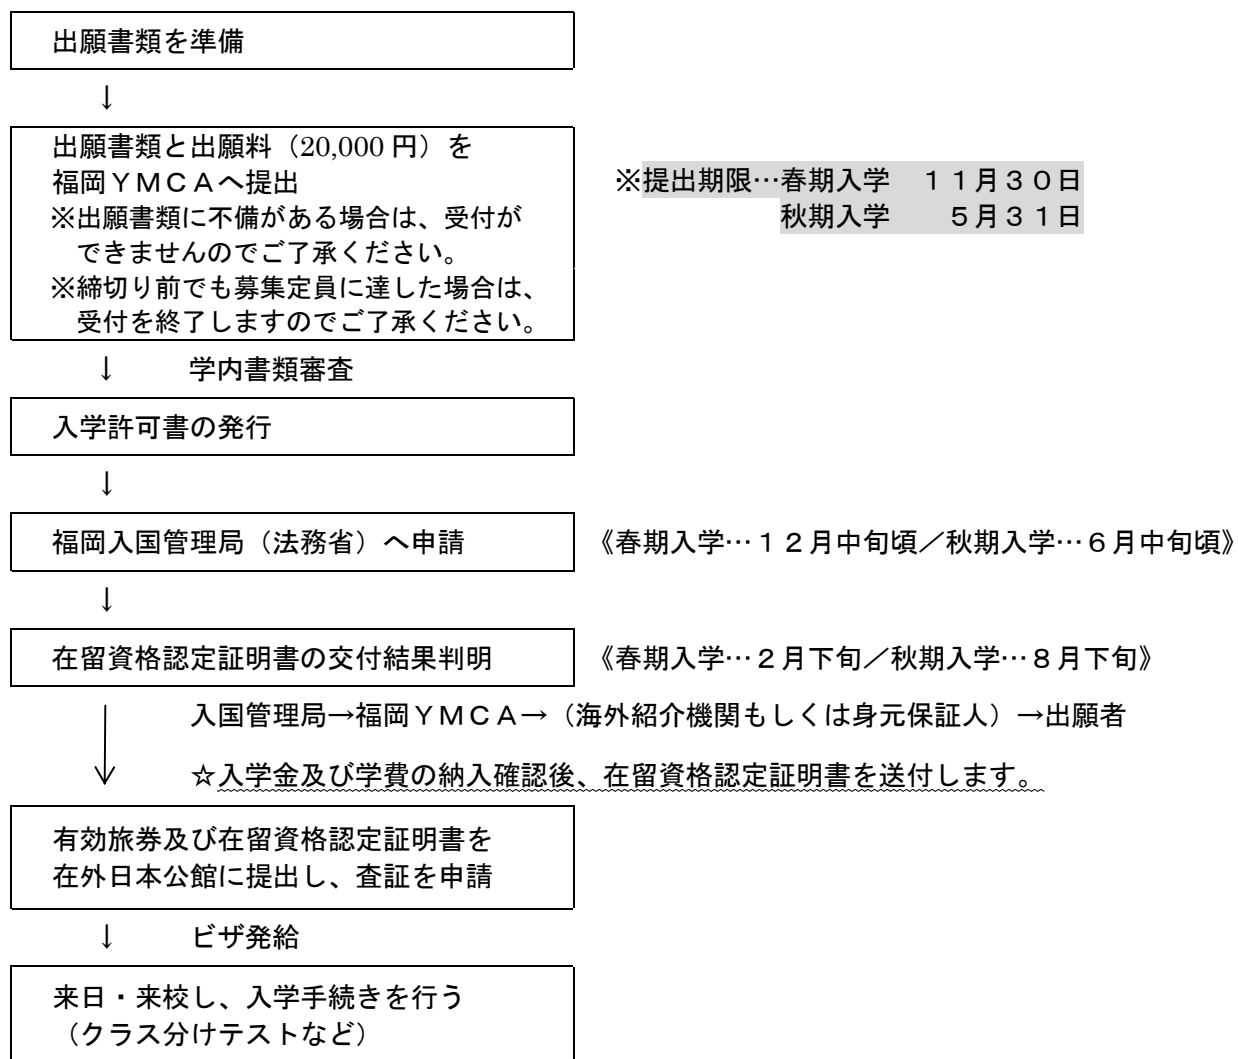 出願書類を準備
↓
出願書類と出願料（20,000 円）を
福岡ＹＭＣＡへ提出
※出願書類に不備がある場合は、受付が
できませんのでご了承ください。
※締切り前でも募集定員に達した場合は、
受付を終了しますのでご了承ください。
※提出期限…春期入学　１１月３０日
秋期入学　　５月３１日
↓　学内書類審査
入学許可書の発行
↓
福岡入国管理局（法務省）へ申請　《春期入学…１２月中旬頃／秋期入学…６月中旬頃》
↓
在留資格認定証明書の交付結果判明　《春期入学…２月下旬／秋期入学…８月下旬》
入国管理局→福岡ＹＭＣＡ→（海外紹介機関もしくは身元保証人）→出願者
☆入学金及び学費の納入確認後、在留資格認定証明書を送付します。
有効旅券及び在留資格認定証明書を
在外日本公館に提出し、査証を申請
↓　ビザ発給
来日・来校し、入学手続きを行う
（クラス分けテストなど）